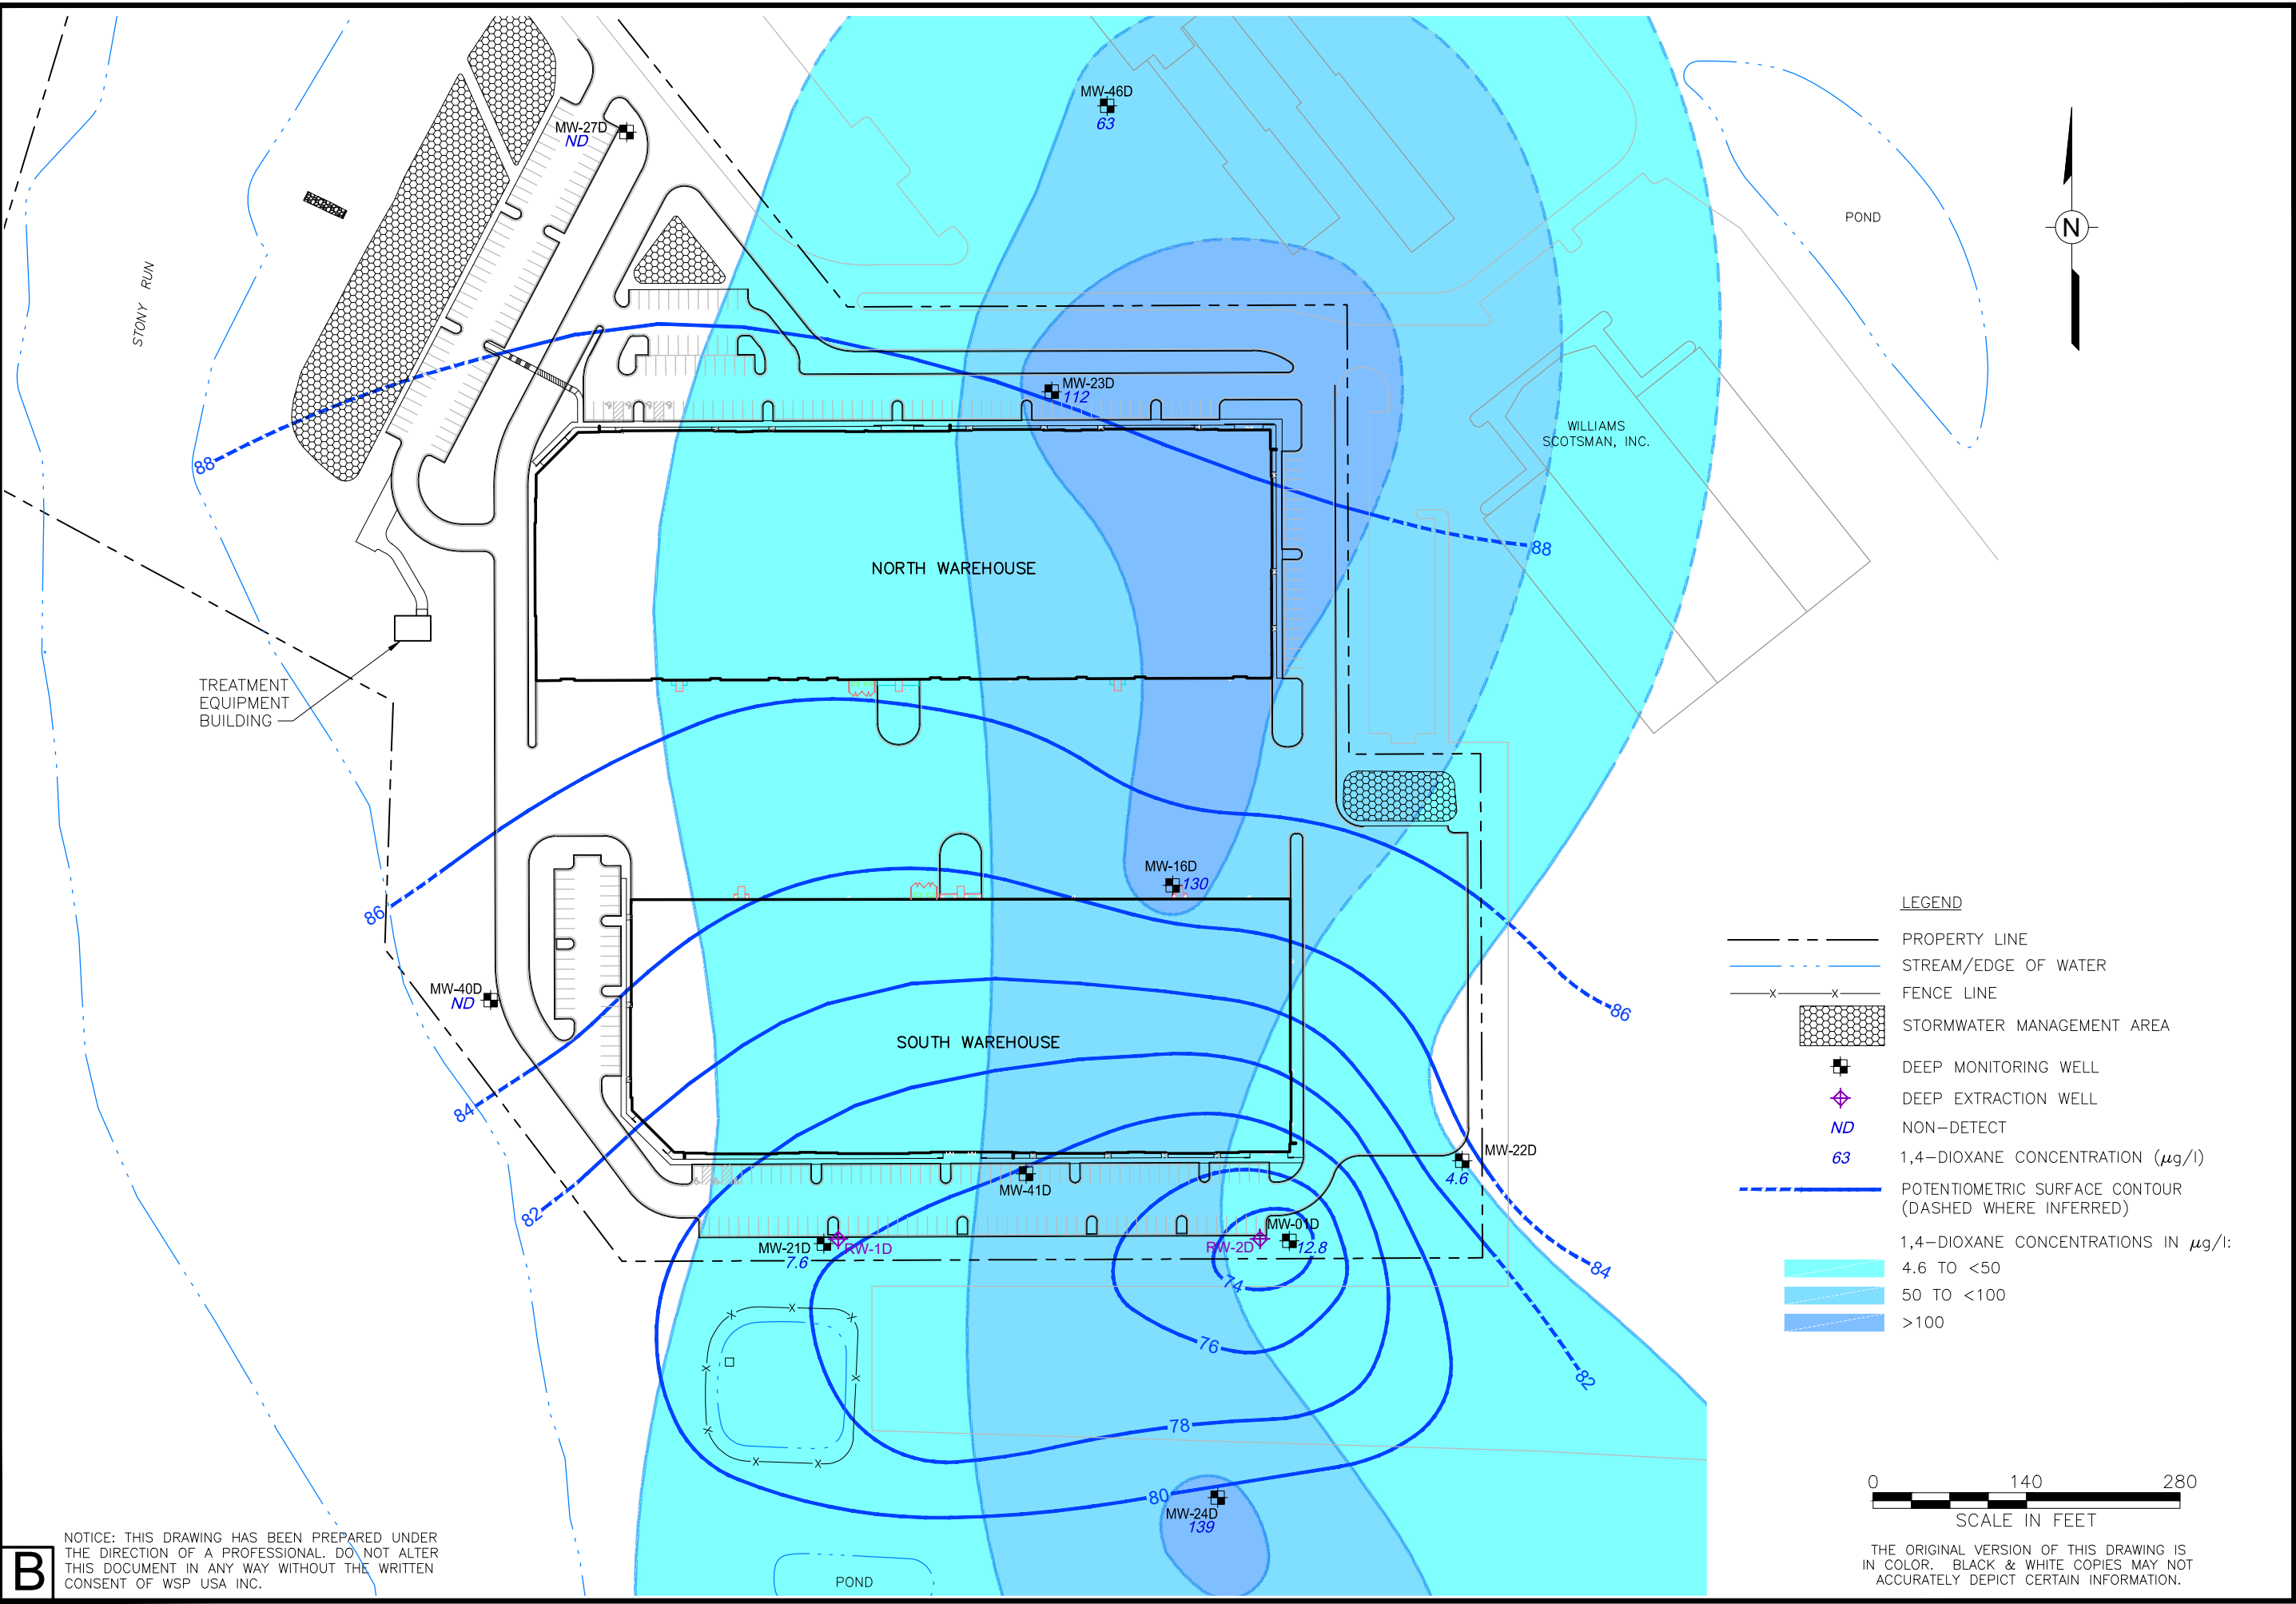 MW-46D
63
MW-27D
ND
POND
N
STONY RUN
MW-23D
112
WILLIAMS
SCOTSMAN, INC.
88
88
NORTH WAREHOUSE
TREATMENT
EQUIPMENT
BUILDING
MW-16D
130
86
86
MW-40D
ND
SOUTH WAREHOUSE
84
84
82
82
MW-22D
4.6
MW-41D
MW-21D
RW-1D
7.6
MW-01D
RW-2D
12.8
74
76
78
80
MW-24D
139
POND
LEGEND
PROPERTY LINE
STREAM/EDGE OF WATER
FENCE LINE
STORMWATER MANAGEMENT AREA
DEEP MONITORING WELL
DEEP EXTRACTION WELL
ND NON-DETECT
63 1,4-DIOXANE CONCENTRATION (µg/l)
POTENTIOMETRIC SURFACE CONTOUR
(DASHED WHERE INFERRED)
1,4-DIOXANE CONCENTRATIONS IN µg/l:
4.6 TO <50
50 TO <100
>100
0 140 280
SCALE IN FEET
THE ORIGINAL VERSION OF THIS DRAWING IS
IN COLOR. BLACK & WHITE COPIES MAY NOT
ACCURATELY DEPICT CERTAIN INFORMATION.
B
NOTICE: THIS DRAWING HAS BEEN PREPARED UNDER
THE DIRECTION OF A PROFESSIONAL. DO NOT ALTER
THIS DOCUMENT IN ANY WAY WITHOUT THE WRITTEN
CONSENT OF WSP USA INC.